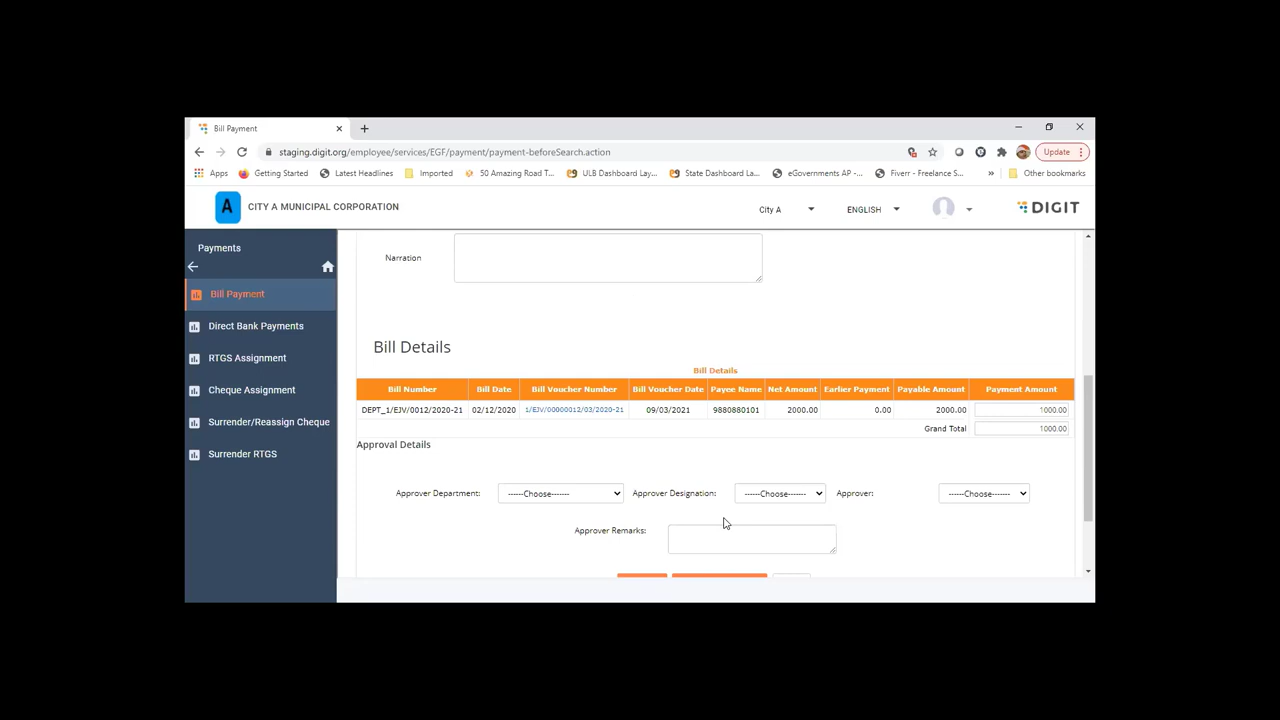 Bill Payment
staging.digit.org/employee/services/EGF/payment/payment-beforeSearch.action
Update
Apps
Getting Started
Latest Headlines
Imported
50 Amazing Road T...
ULB Dashboard Lay...
State Dashboard La...
eGovernments AP -...
Fiverr - Freelance S...
»
Other bookmarks
A
CITY A MUNICIPAL CORPORATION
City A
ENGLISH
DIGIT
Payments
Bill Payment
Direct Bank Payments
RTGS Assignment
Cheque Assignment
Surrender/Reassign Cheque
Surrender RTGS
Narration
Bill Details
Bill Details
Bill Number Bill Date Bill Voucher Number Bill Voucher Date Payee Name Net Amount Earlier Payment Payable Amount Payment Amount
DEPT_1/EJV/0012/2020-21 02/12/2020 1/EJV/00000012/03/2020-21 09/03/2021 9880880101 2000.00 0.00 2000.00 1000.00
Grand Total 1000.00
Approval Details
Approver Department: ------Choose------- Approver Designation: ------Choose------- Approver: ------Choose-------
Approver Remarks: